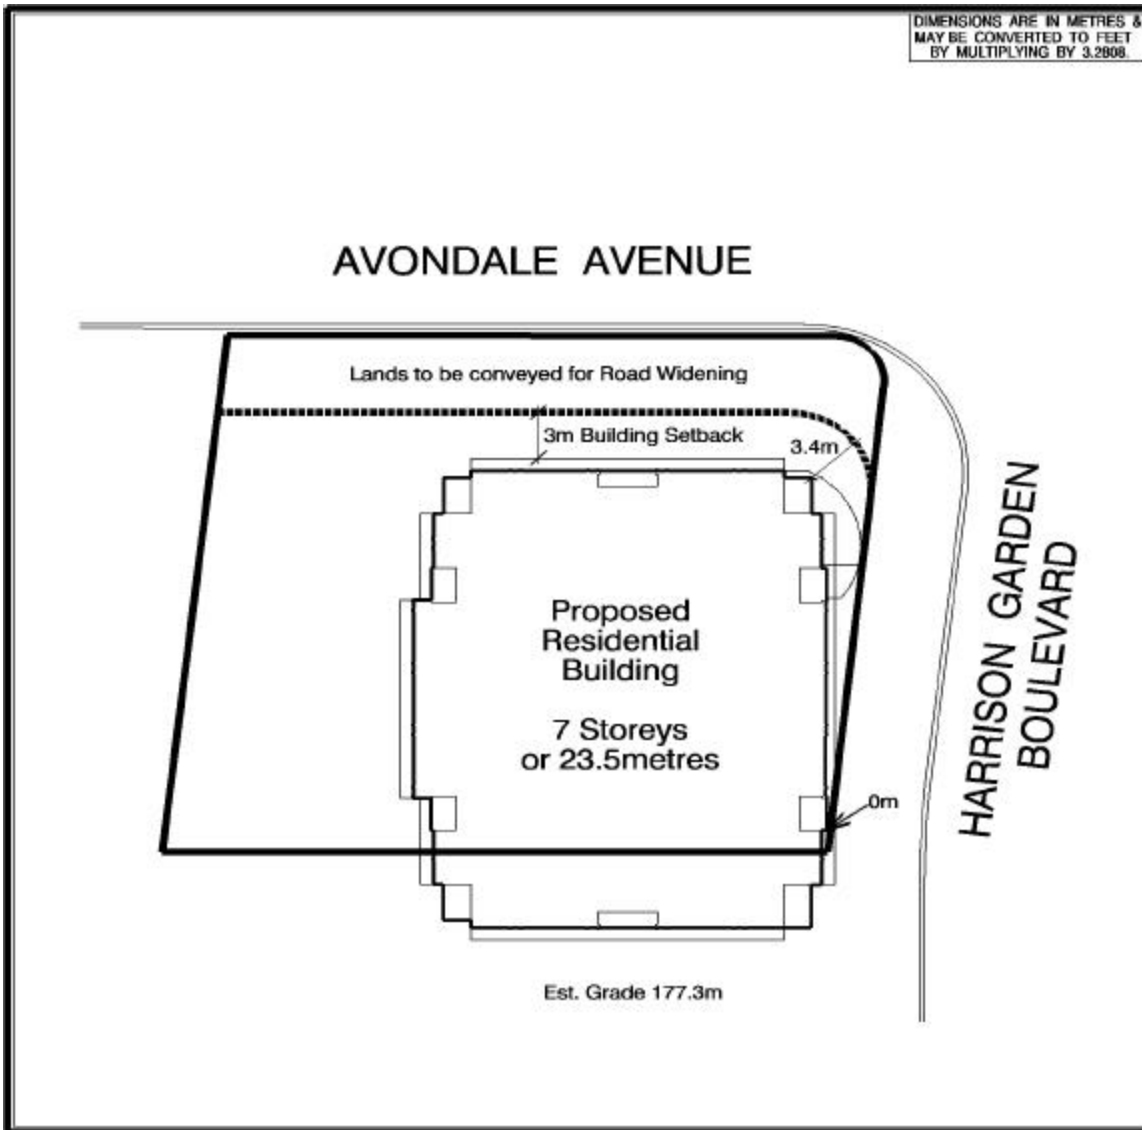 DIMENSIONS ARE IN METRES &
MAY BE CONVERTED TO FEET
BY MULTIPLYING BY 3.2808.
AVONDALE AVENUE
Lands to be conveyed for Road Widening
3m Building Setback
3.4m
HARRISON GARDEN
BOULEVARD
Proposed
Residential
Building
7 Storeys
or 23.5metres
0m
Est. Grade 177.3m